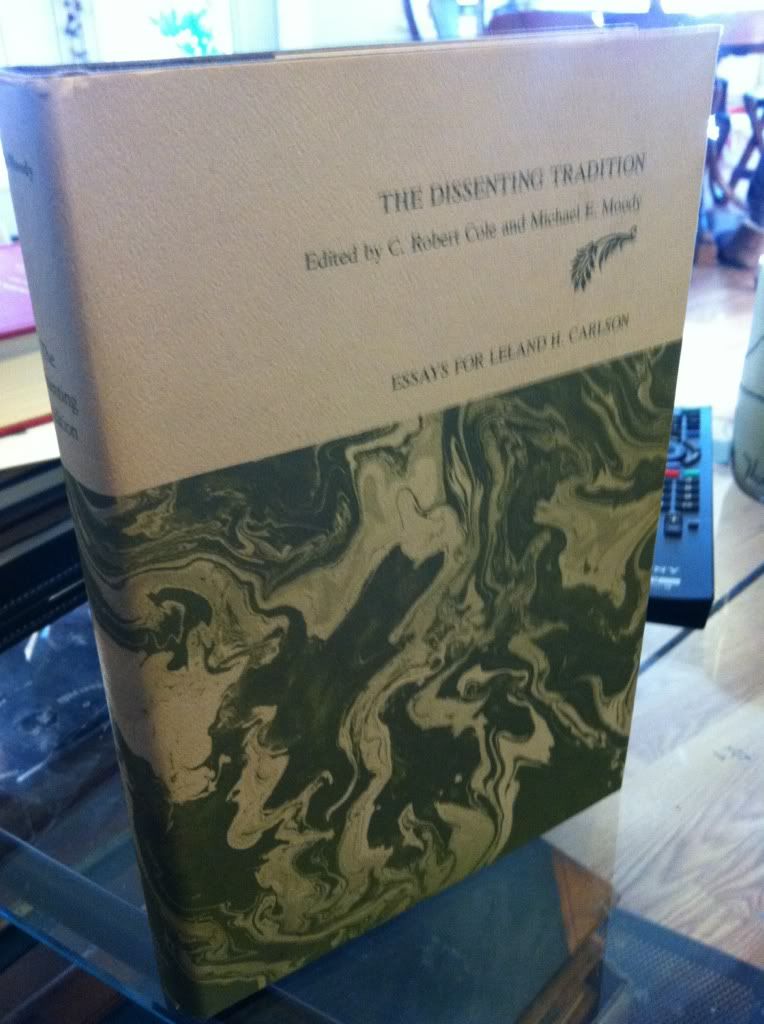 THE DISSENTING TRADITION
Edited by C. Robert Cole and Michael E. Moody
ESSAYS FOR LELAND H. CARLSON